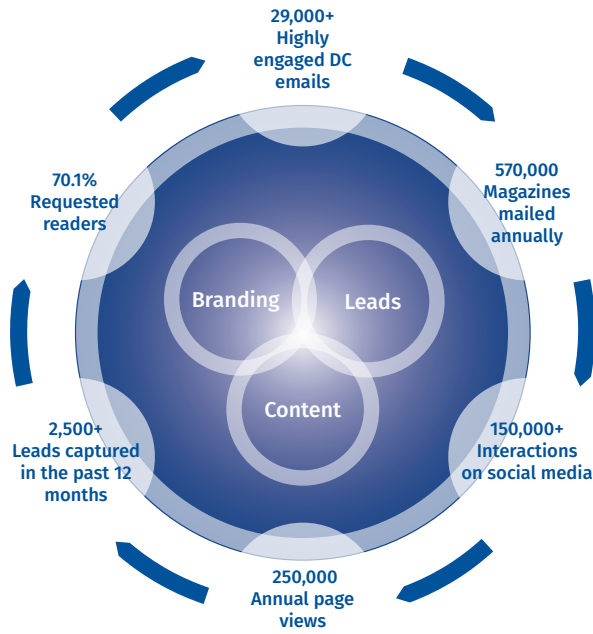 29,000+
Highly
engaged DC
emails
570,000
Magazines
mailed
annually
150,000+
Interactions
on social media
250,000
Annual page
views
2,500+
Leads captured
in the past 12
months
70.1%
Requested
readers
Branding
Leads
Content